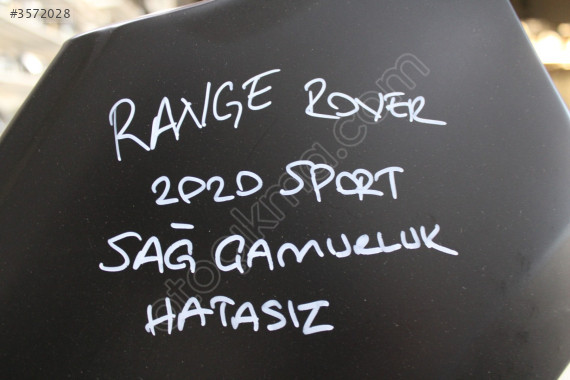 #3572028
RANGE ROVER
2020 SPORT
SAĞ ÇAMURLUK
HATASIZ